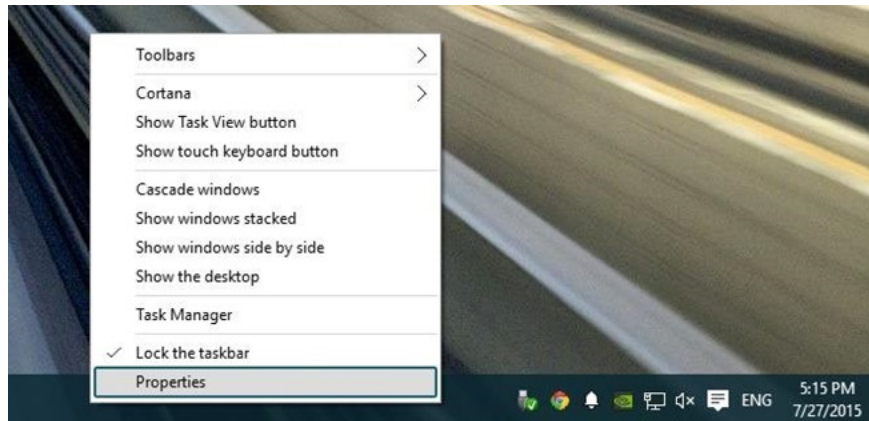 Toolbars
Cortana
Show Task View button
Show touch keyboard button
Cascade windows
Show windows stacked
Show windows side by side
Show the desktop
Task Manager
Lock the taskbar
Properties
ENG
5:15 PM
7/27/2015